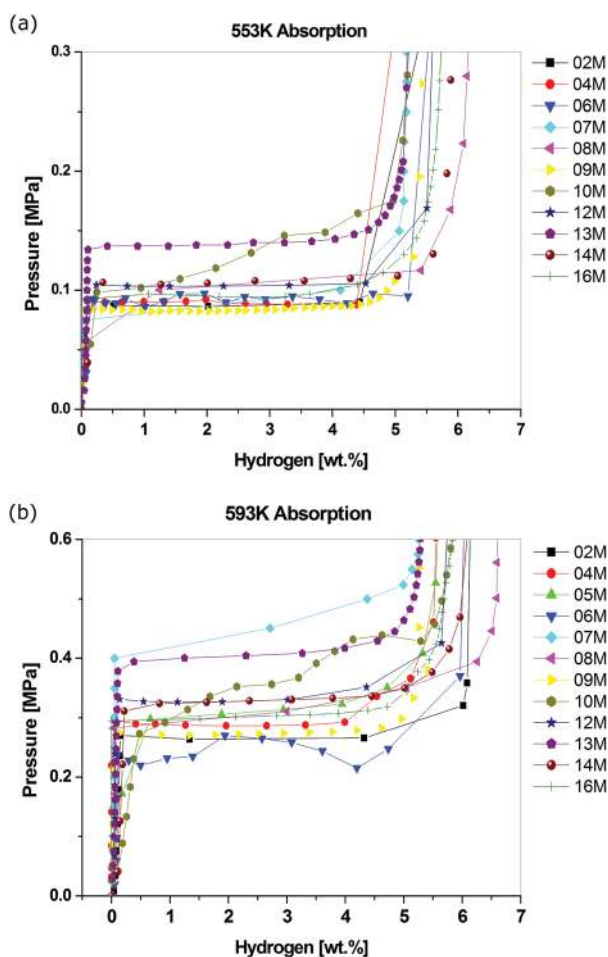 (a)
553K Absorption
0.3
0.2
0.1
0.0
Pressure [MPa]
0 1 2 3 4 5 6 7
Hydrogen [wt.%]
02M
04M
06M
07M
08M
09M
10M
12M
13M
14M
16M
(b)
593K Absorption
0.6
0.4
0.2
0.0
Pressure [MPa]
0 1 2 3 4 5 6 7
Hydrogen [wt.%]
02M
04M
05M
06M
07M
08M
09M
10M
12M
13M
14M
16M